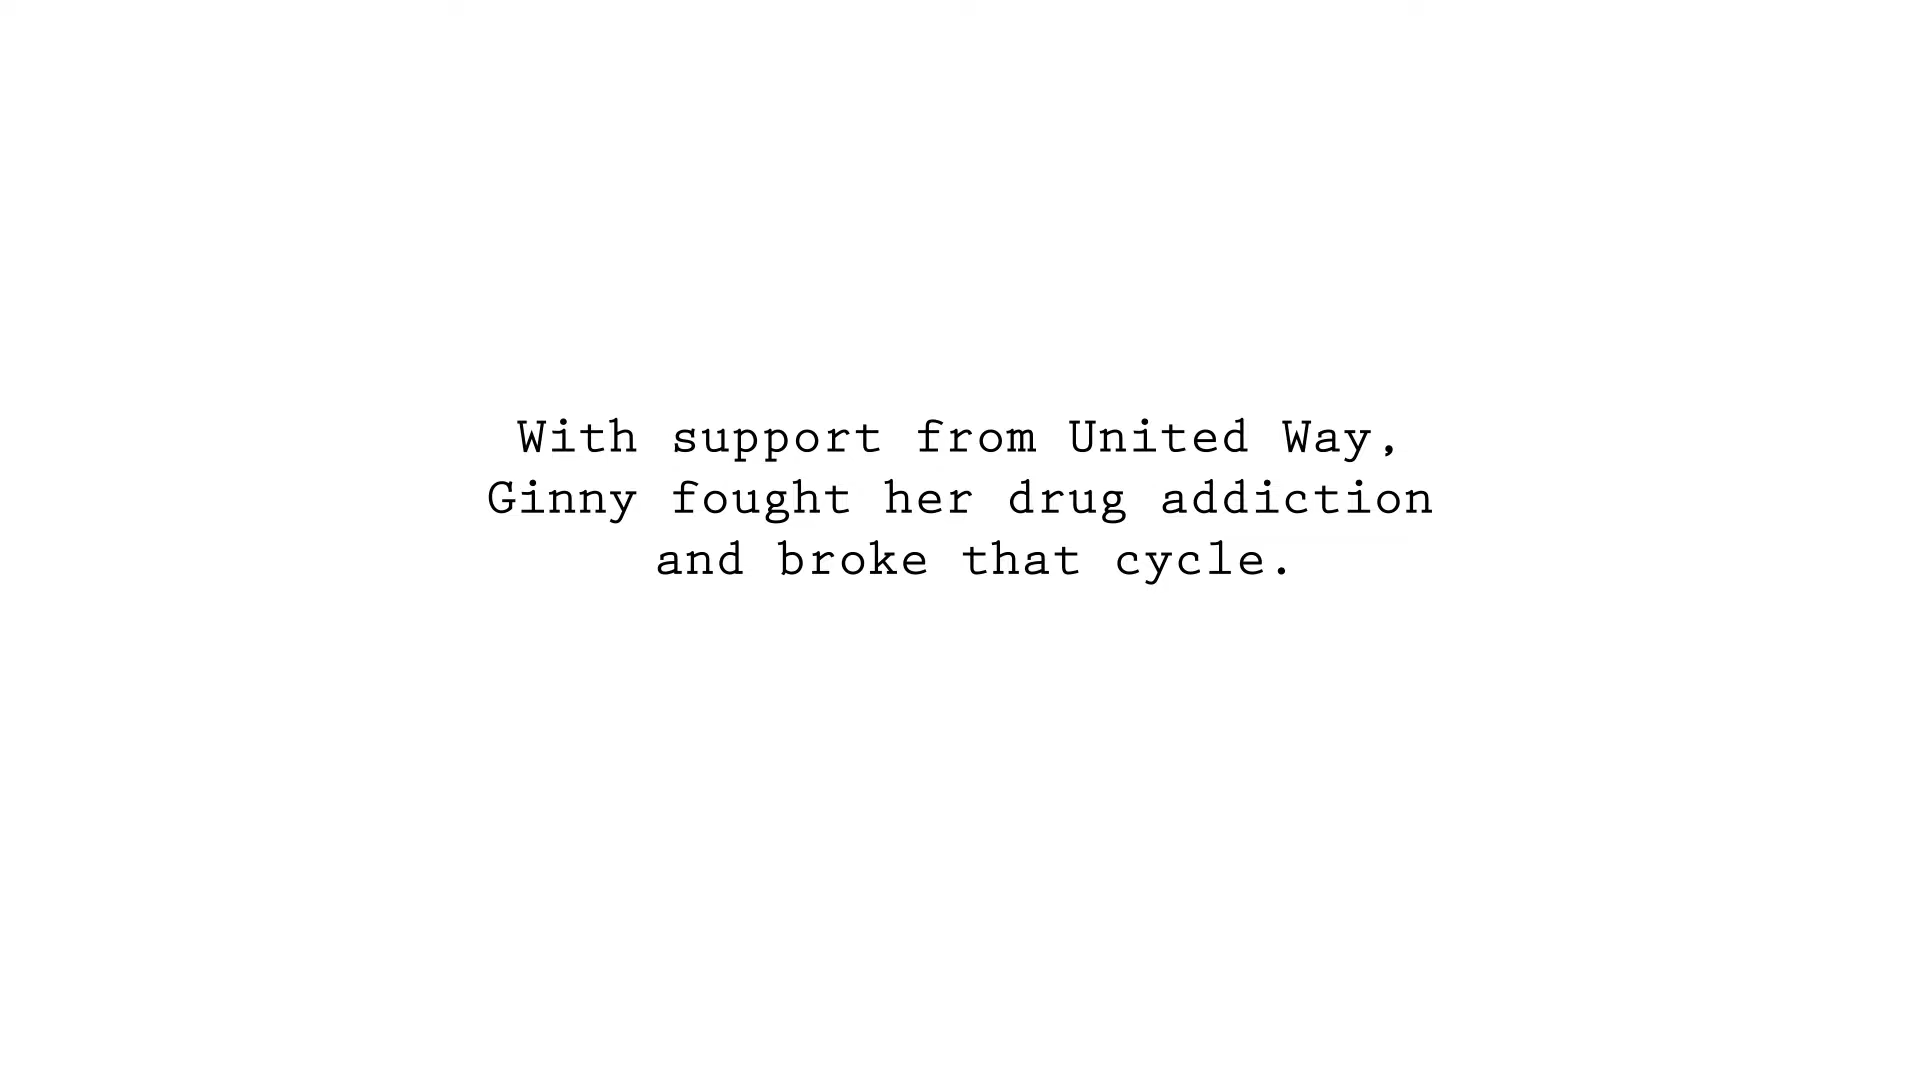 With support from United Way,
Ginny fought her drug addiction
and broke that cycle.